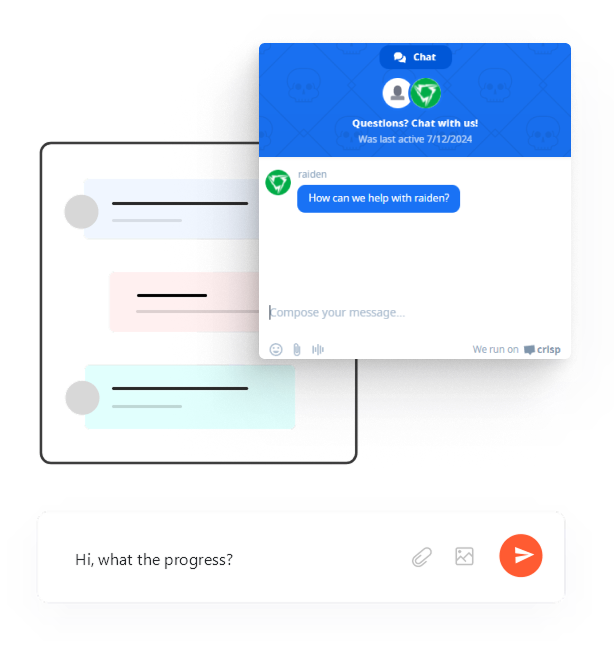 Chat
Questions? Chat with us!
Was last active 7/12/2024
raiden
How can we help with raiden?
Compose your message...
We run on crisp
Hi, what the progress?